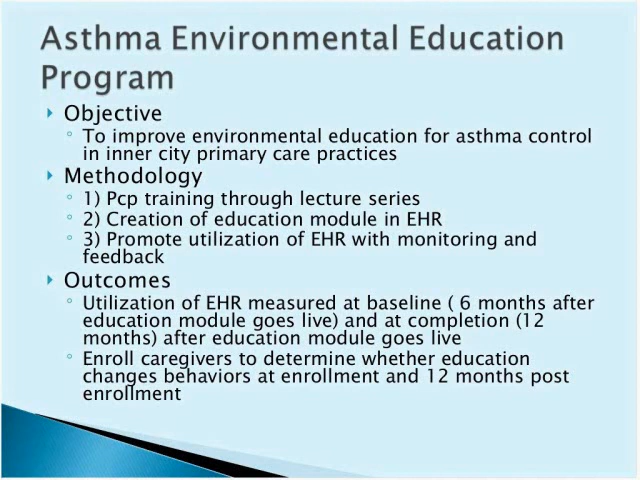 Asthma Environmental Education
Program
Objective
To improve environmental education for asthma control
in inner city primary care practices
Methodology
1) Pcp training through lecture series
2) Creation of education module in EHR
3) Promote utilization of EHR with monitoring and
feedback
Outcomes
Utilization of EHR measured at baseline ( 6 months after
education module goes live) and at completion (12
months) after education module goes live
Enroll caregivers to determine whether education
changes behaviors at enrollment and 12 months post
enrollment